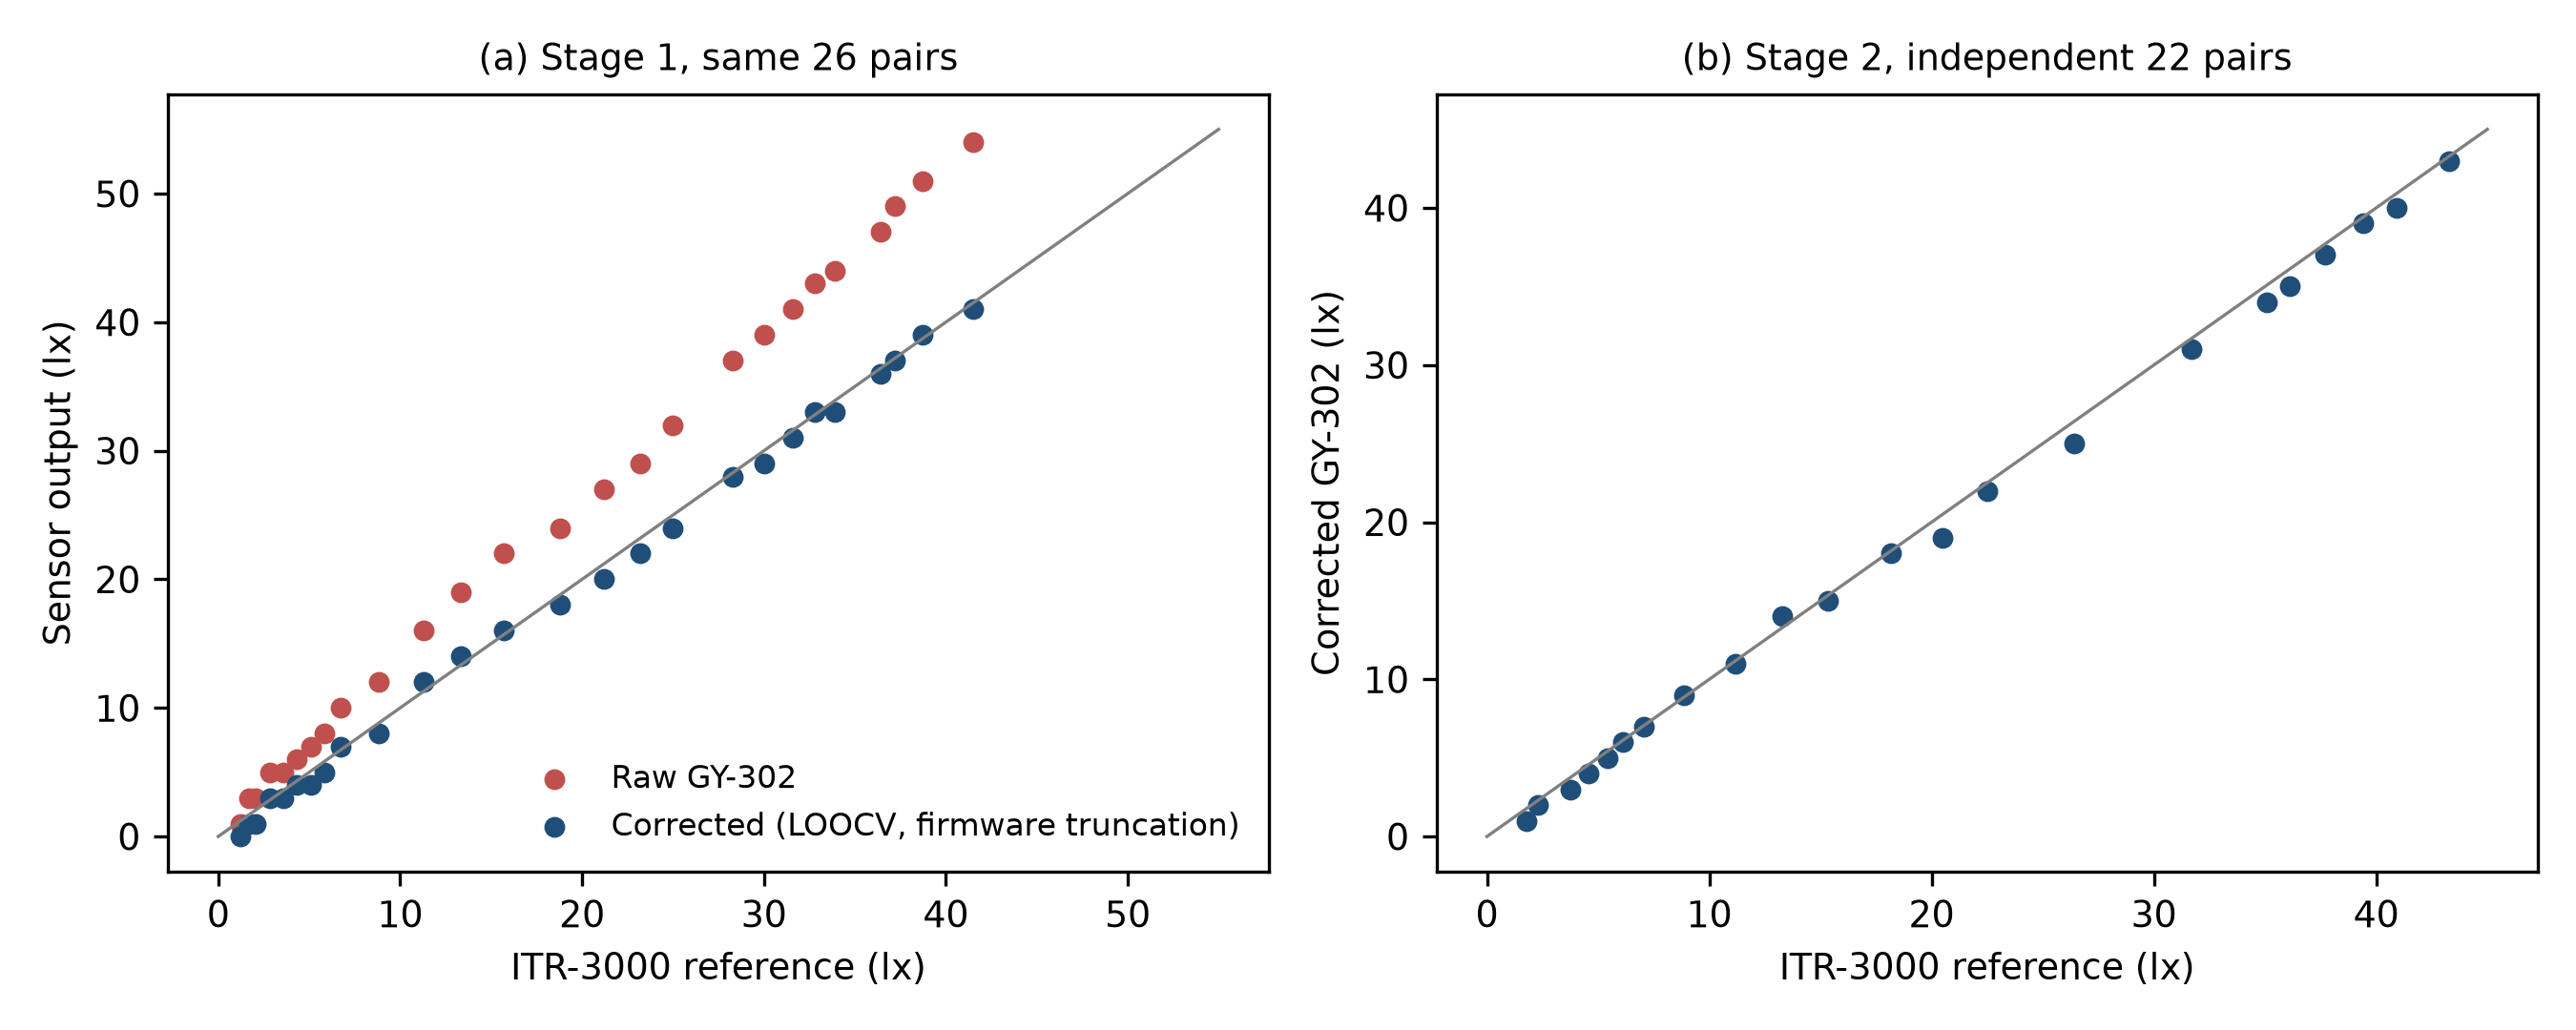 (a) Stage 1, same 26 pairs
Sensor output (lx)
50
40
30
20
10
0
0 10 20 30 40 50
ITR-3000 reference (lx)
Raw GY-302
Corrected (LOOCV, firmware truncation)
(b) Stage 2, independent 22 pairs
Corrected GY-302 (lx)
40
30
20
10
0
0 10 20 30 40
ITR-3000 reference (lx)